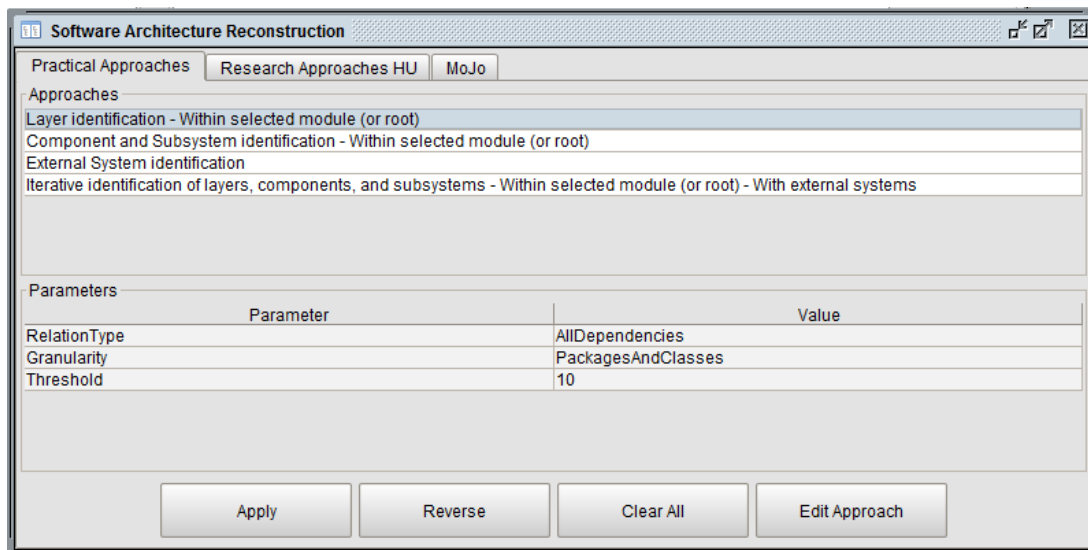 Software Architecture Reconstruction
Practical Approaches Research Approaches HU MoJo
Approaches
Layer identification - Within selected module (or root)
Component and Subsystem identification - Within selected module (or root)
External System identification
Iterative identification of layers, components, and subsystems - Within selected module (or root) - With external systems
Parameters
Parameter Value
RelationType AllDependencies
Granularity PackagesAndClasses
Threshold 10
Apply Reverse Clear All Edit Approach